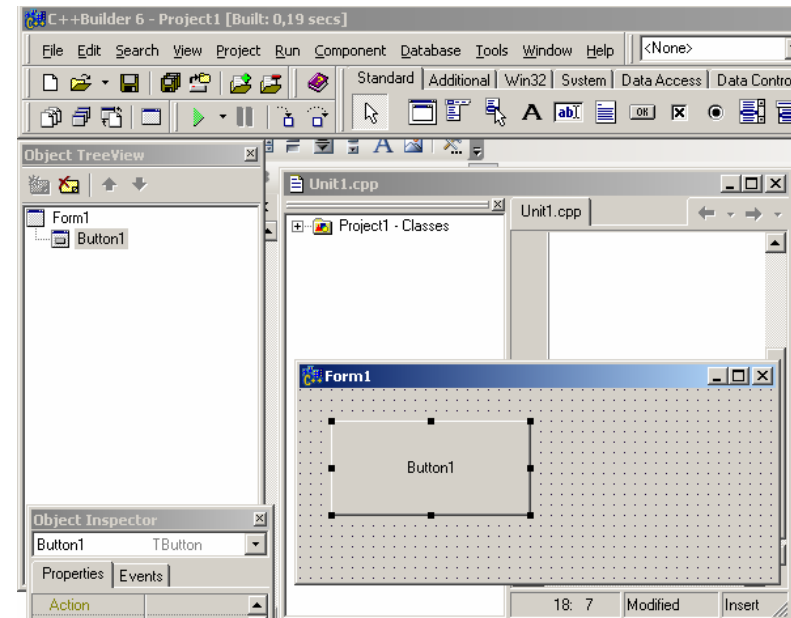 C++Builder 6 - Project1 [Built: 0,19 secs]
File Edit Search View Project Run Component Database Tools Window Help <None>
Standard Additional Win32 System Data Access Data Contro
A abI OK
Object TreeView
A
Unit1.cpp
Form1
Button1
Project1 - Classes
Unit1.cpp
Form1
Button1
Object Inspector
Button1 TButton
Properties Events
Action
18: 7 Modified Insert